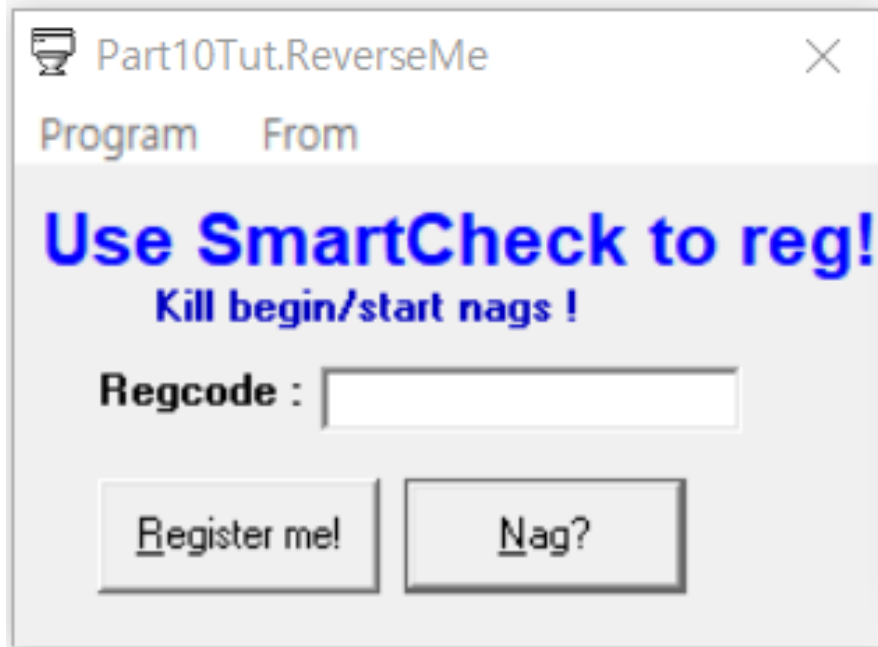 Part10Tut.ReverseMe
Program From
Use SmartCheck to reg!
Kill begin/start nags !
Regcode :
Register me! Nag?